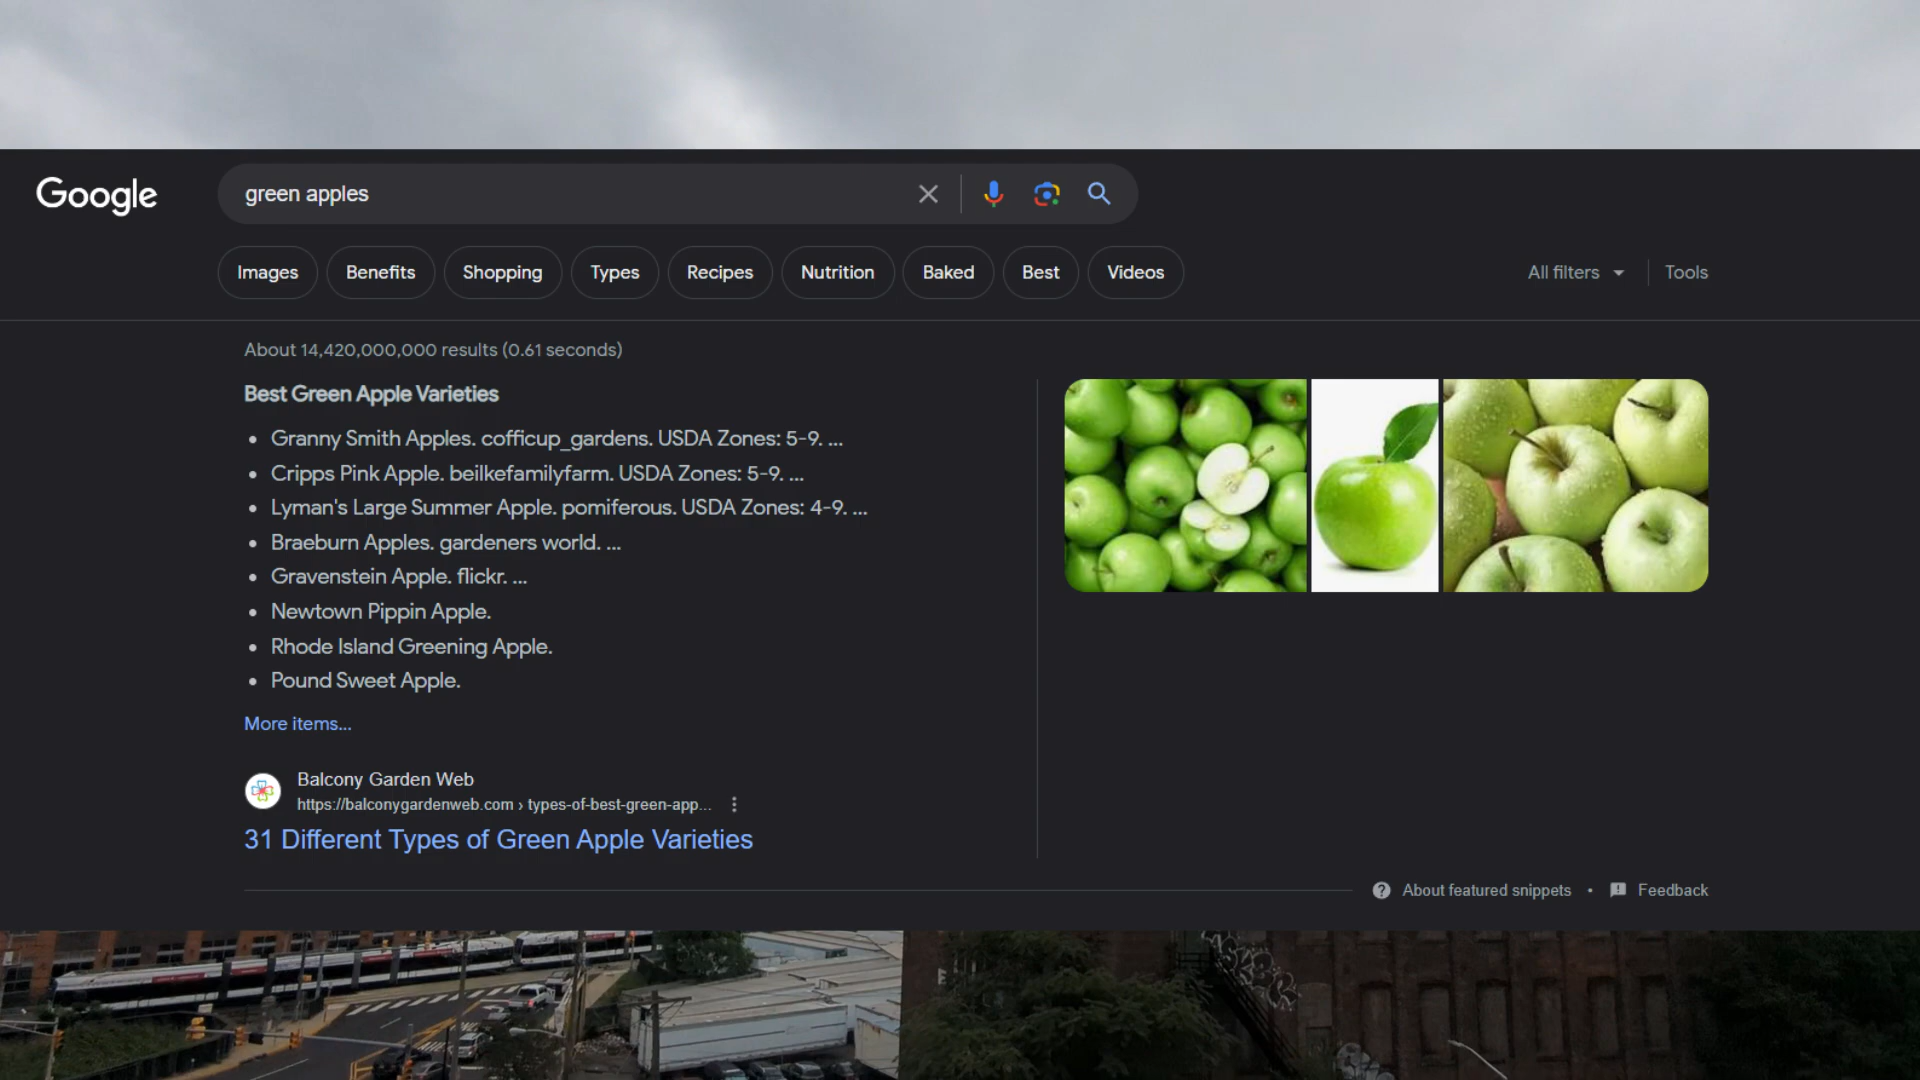 Google
green apples
Images Benefits Shopping Types Recipes Nutrition Baked Best Videos All filters Tools
About 14,420,000,000 results (0.61 seconds)
Best Green Apple Varieties
• Granny Smith Apples. cofficup_gardens. USDA Zones: 5-9. ...
• Cripps Pink Apple. beilkefamilyfarm. USDA Zones: 5-9. ...
• Lyman's Large Summer Apple. pomiferous. USDA Zones: 4-9. ...
• Braeburn Apples. gardeners world. ...
• Gravenstein Apple. flickr. ...
• Newtown Pippin Apple.
• Rhode Island Greening Apple.
• Pound Sweet Apple.
More items...
Balcony Garden Web
https://balconygardenweb.com › types-of-best-green-app...
31 Different Types of Green Apple Varieties
About featured snippets • Feedback